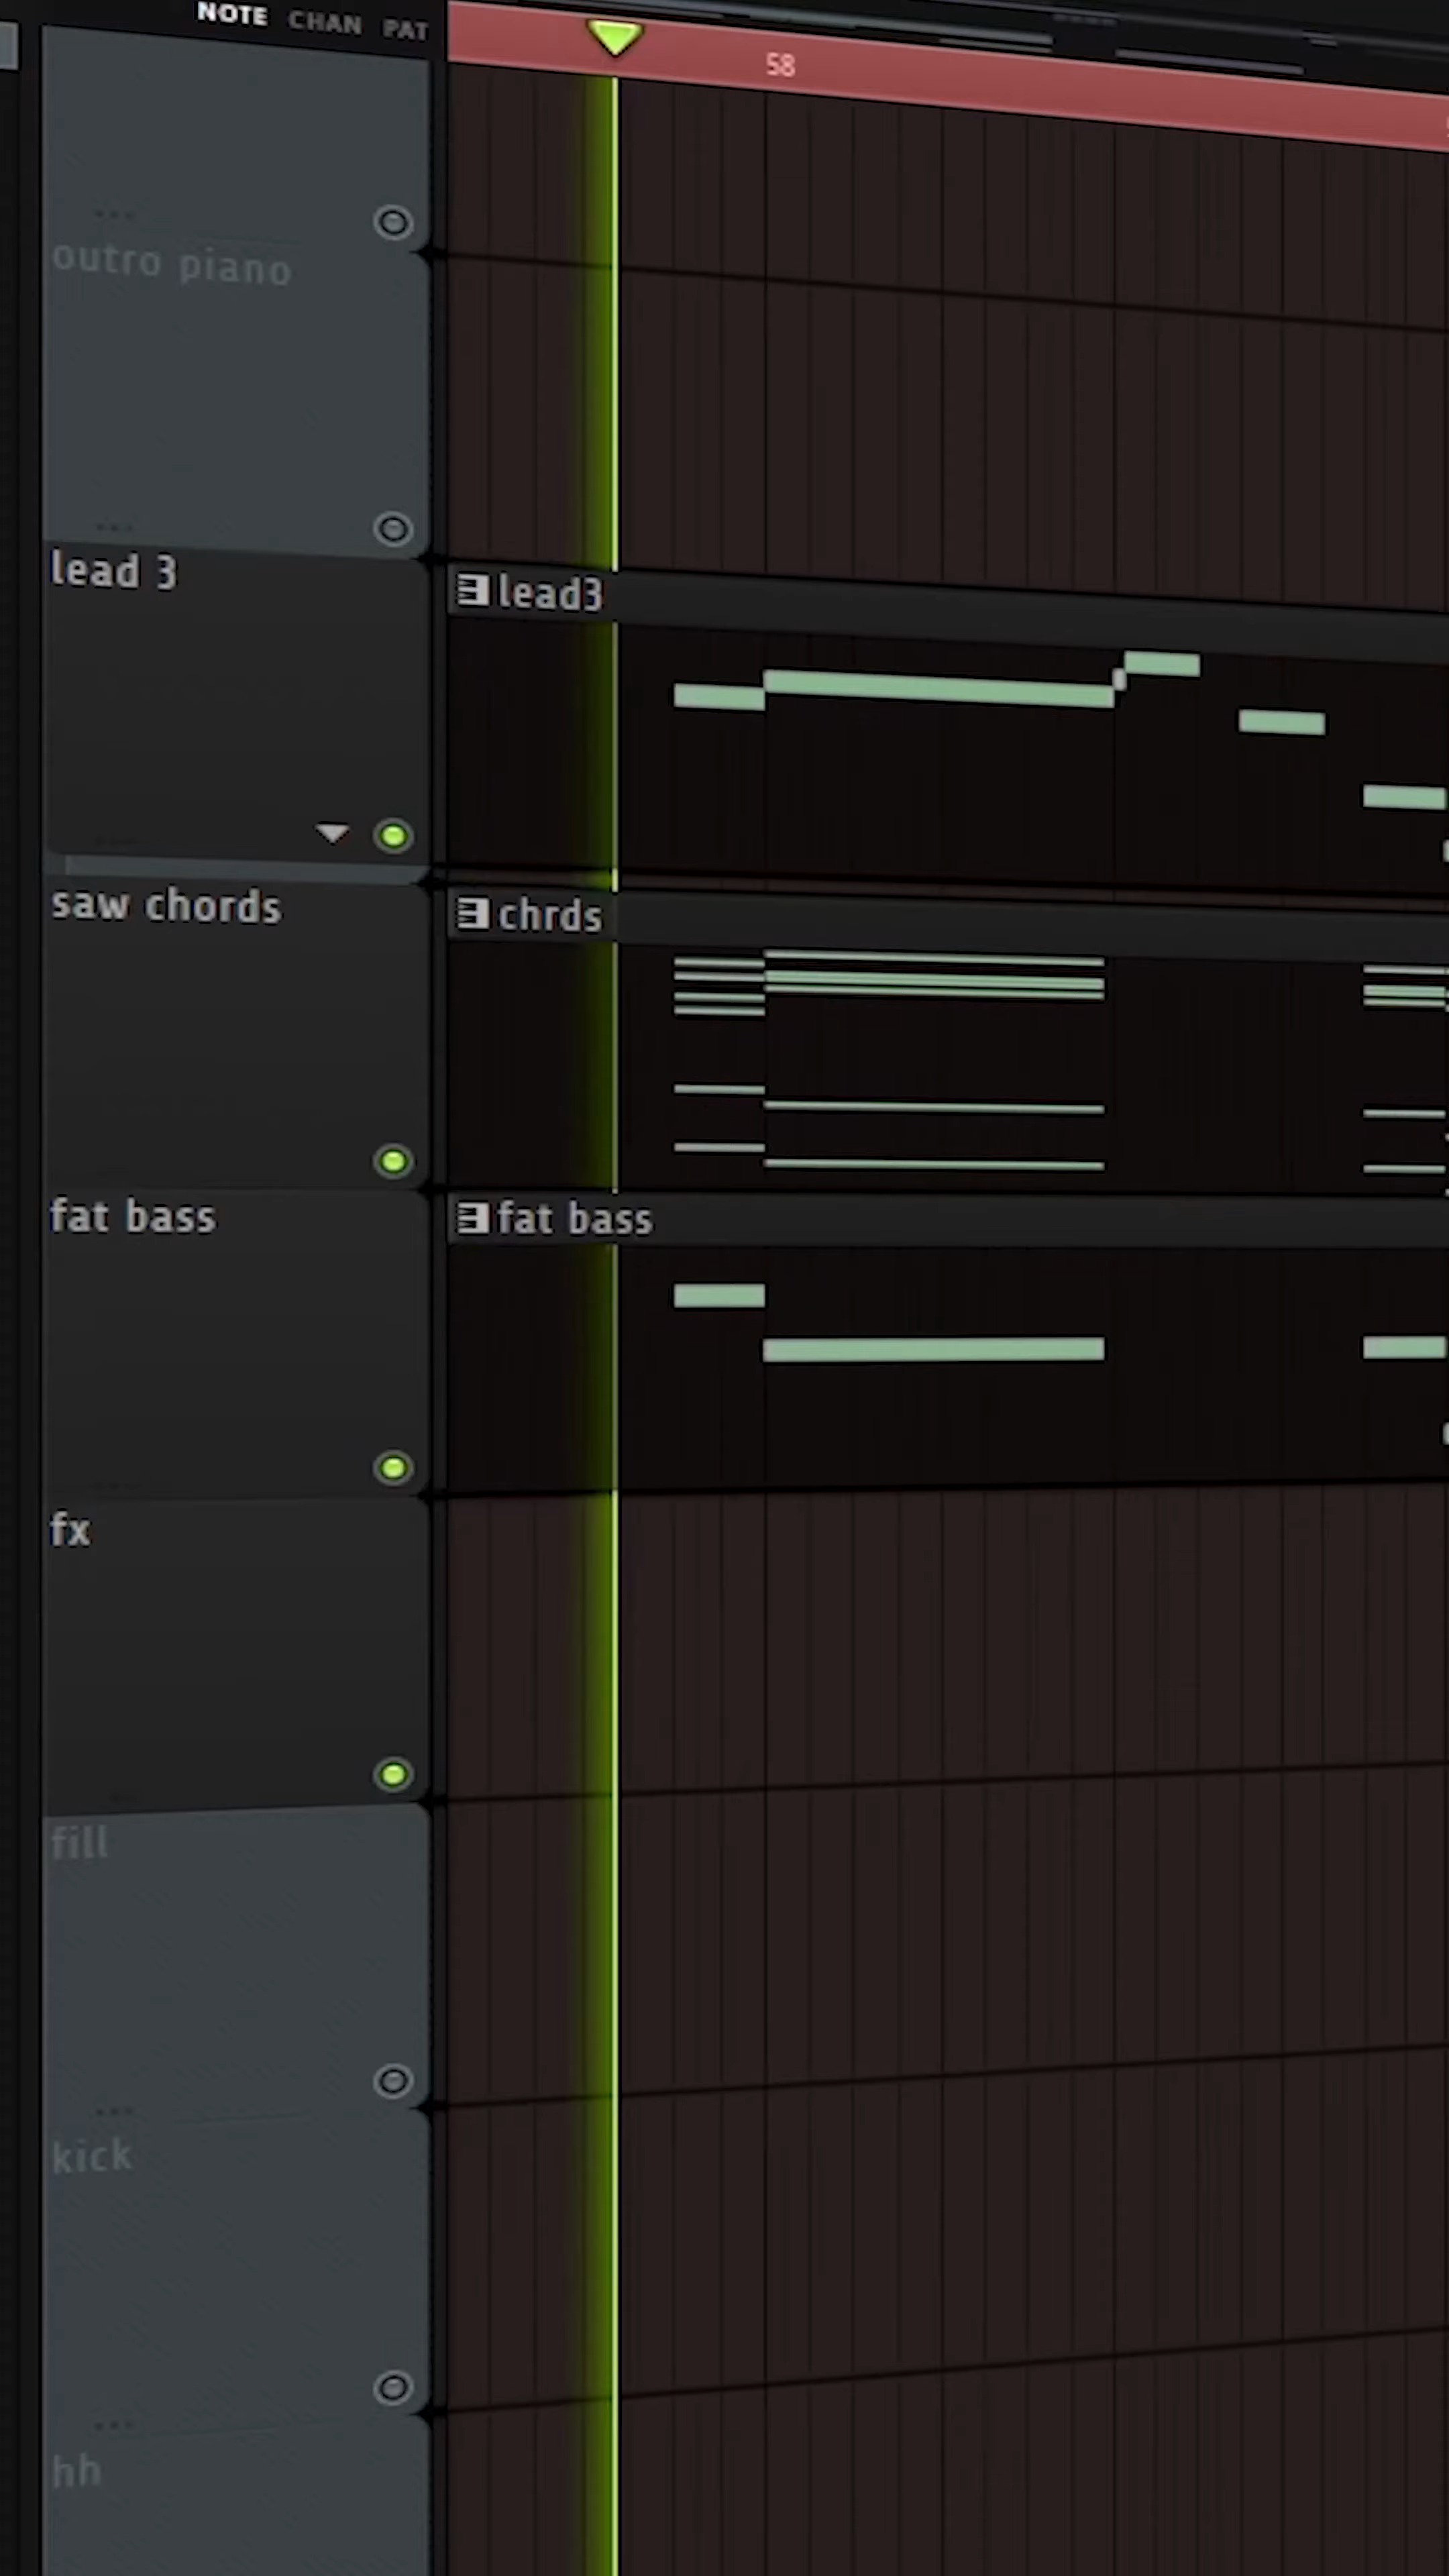 NOTE CHAN PAT
58
outro piano
lead 3
lead3
saw chords
chrds
fat bass
fat bass
fx
fill
kick
hh